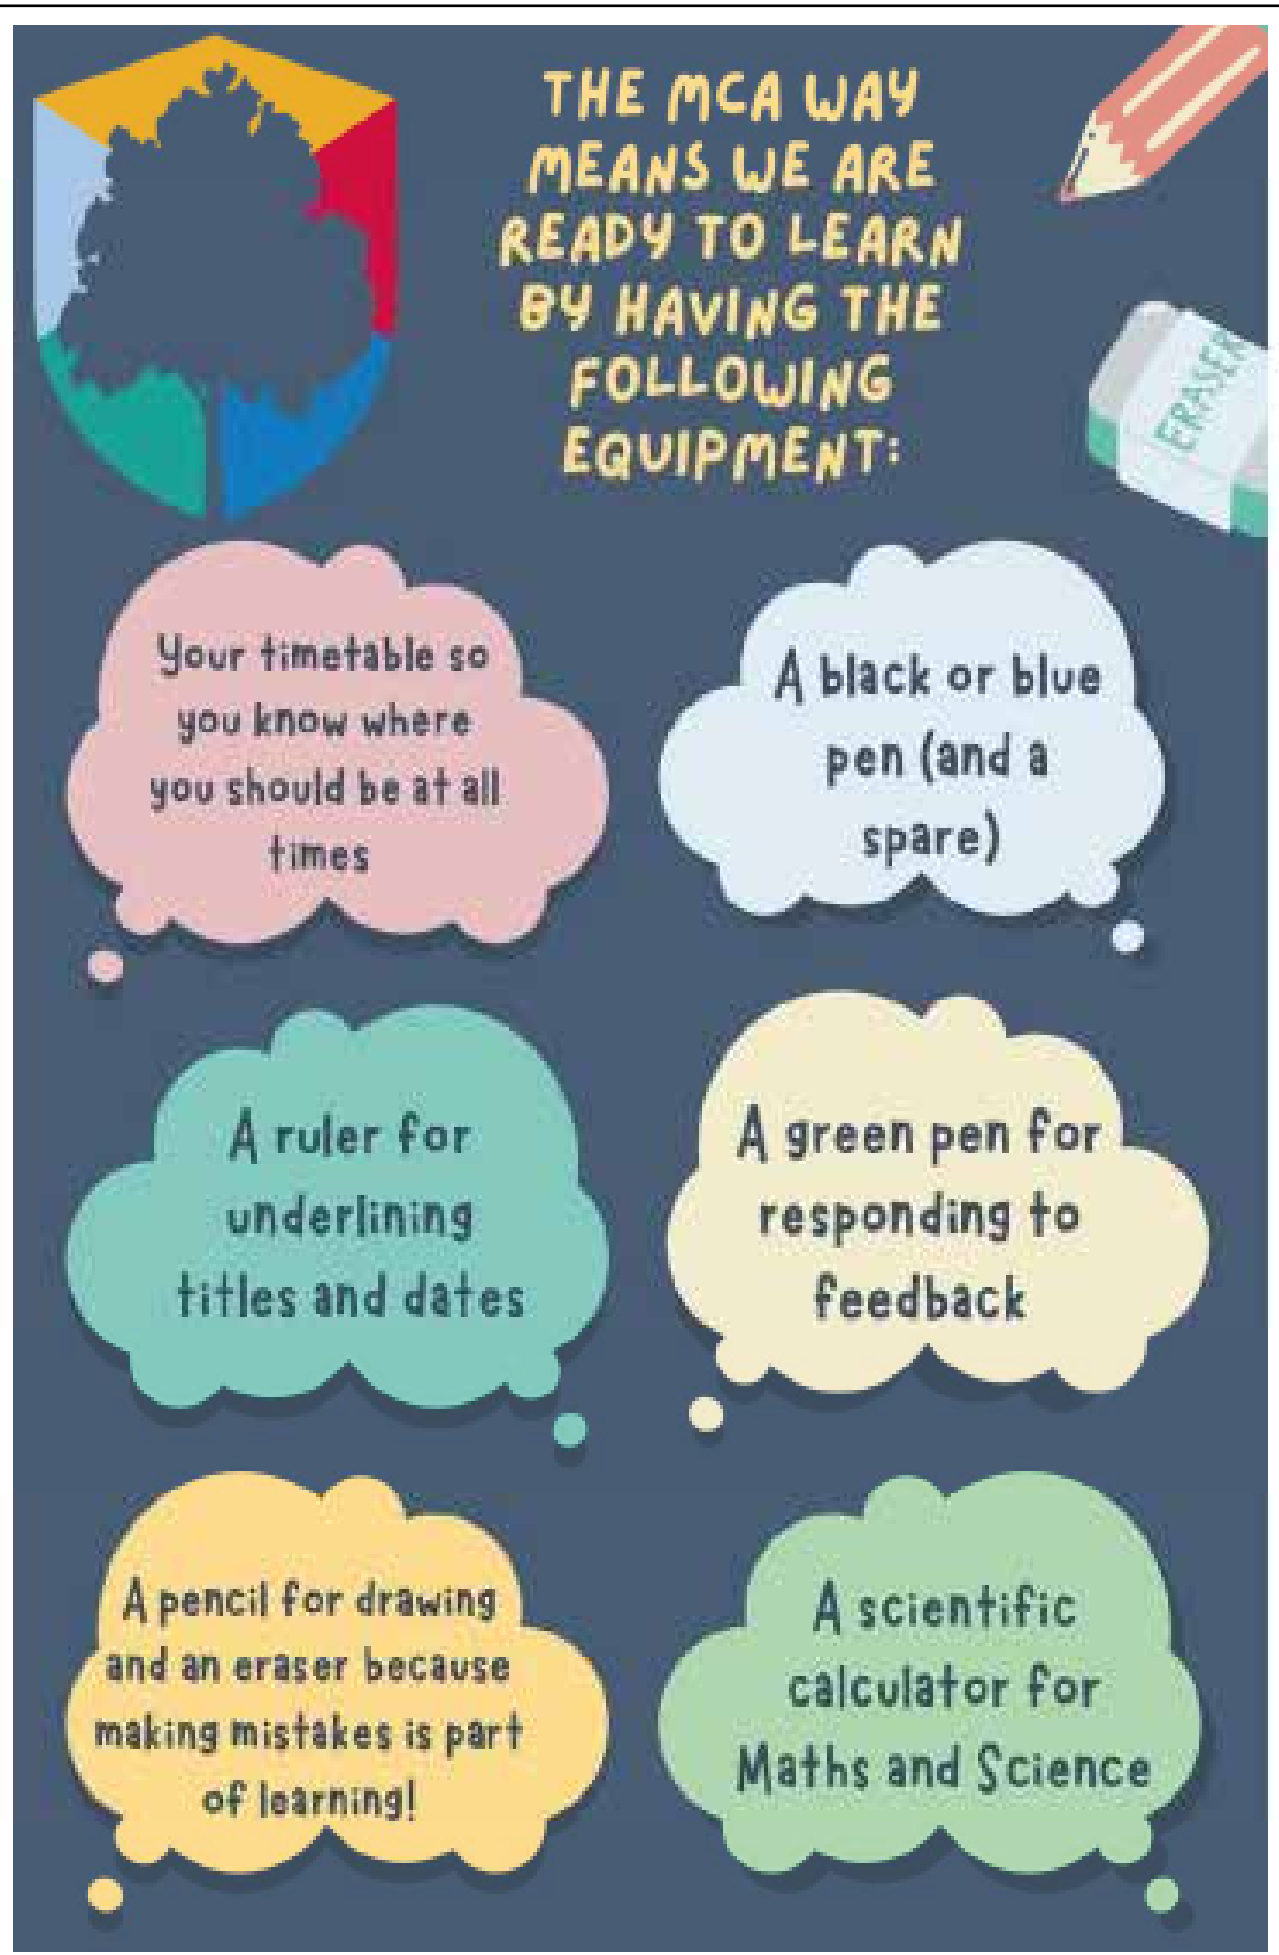 THE MCA WAY
MEANS WE ARE
READY TO LEARN
BY HAVING THE
FOLLOWING
EQUIPMENT:
ERASER
Your timetable so
you know where
you should be at all
times
A black or blue
pen (and a
spare)
A ruler for
underlining
titles and dates
A green pen for
responding to
feedback
A pencil for drawing
and an eraser because
making mistakes is part
of learning!
A scientific
calculator for
Maths and Science